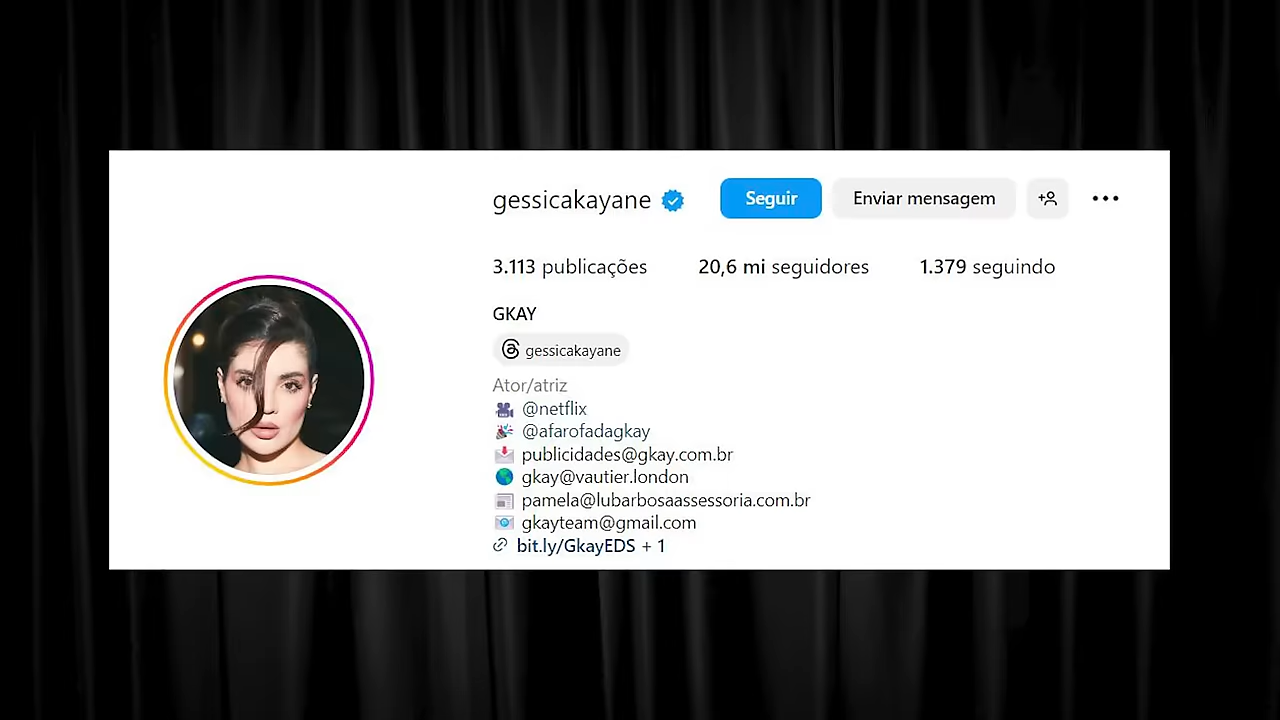 gessicakayane Seguir Enviar mensagem
3.113 publicações 20,6 mi seguidores 1.379 seguindo
GKAY
gessicakayane
Ator/atriz
@netflix
@afarofadagkay
publicidades@gkay.com.br
gkay@vautier.london
pamela@lubarbosaassessoria.com.br
gkayteam@gmail.com
bit.ly/GkayEDS + 1